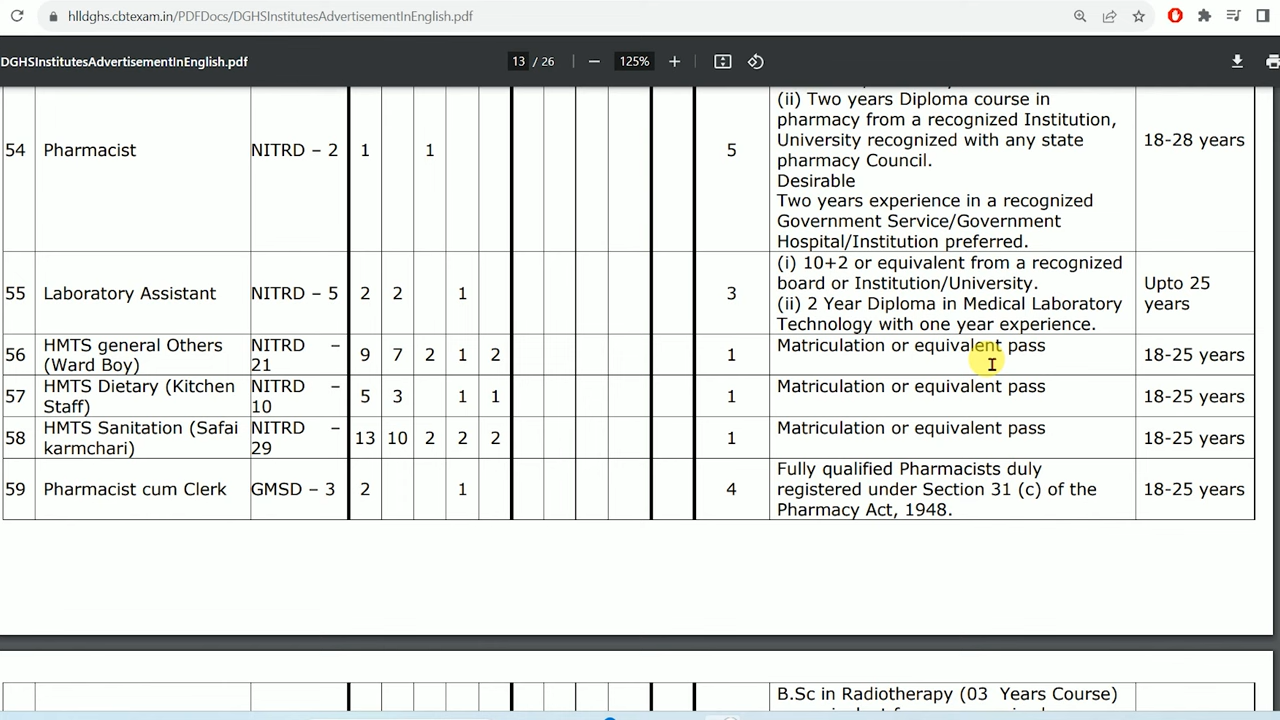 hlldghs.cbtexam.in/PDFDocs/DGHSInstitutesAdvertisementInEnglish.pdf
DGHSInstitutesAdvertisementInEnglish.pdf
13 / 26
125%
(ii) Two years Diploma course in
pharmacy from a recognized Institution,
University recognized with any state
pharmacy Council.
Desirable
Two years experience in a recognized
Government Service/Government
Hospital/Institution preferred.
54 Pharmacist NITRD – 2 1 1 5 18-28 years
(i) 10+2 or equivalent from a recognized
board or Institution/University.
(ii) 2 Year Diploma in Medical Laboratory
Technology with one year experience.
55 Laboratory Assistant NITRD – 5 2 2 1 3 Upto 25
years
56 HMTS general Others NITRD – 9 7 2 1 2 1 Matriculation or equivalent pass 18-25 years
(Ward Boy) 21
57 HMTS Dietary (Kitchen NITRD – 5 3 1 1 1 Matriculation or equivalent pass 18-25 years
Staff) 10
58 HMTS Sanitation (Safai NITRD – 13 10 2 2 2 1 Matriculation or equivalent pass 18-25 years
karmchari) 29
59 Pharmacist cum Clerk GMSD – 3 2 1 4 18-25 years
Fully qualified Pharmacists duly
registered under Section 31 (c) of the
Pharmacy Act, 1948.
B.Sc in Radiotherapy (03 Years Course)